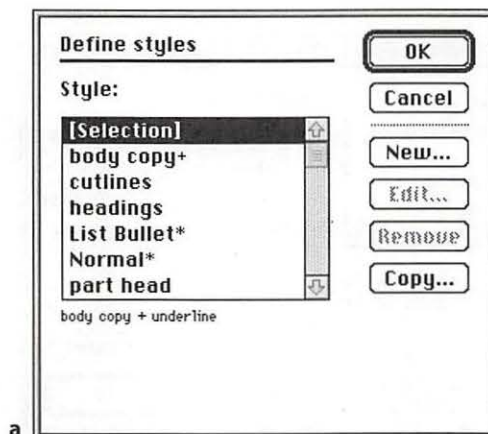 Define styles
OK
Style:
Cancel
[Selection]
body copy+
New...
cutlines
headings
Edit...
List Bullet*
Remove
Normal*
part head
Copy...
body copy + underline
a